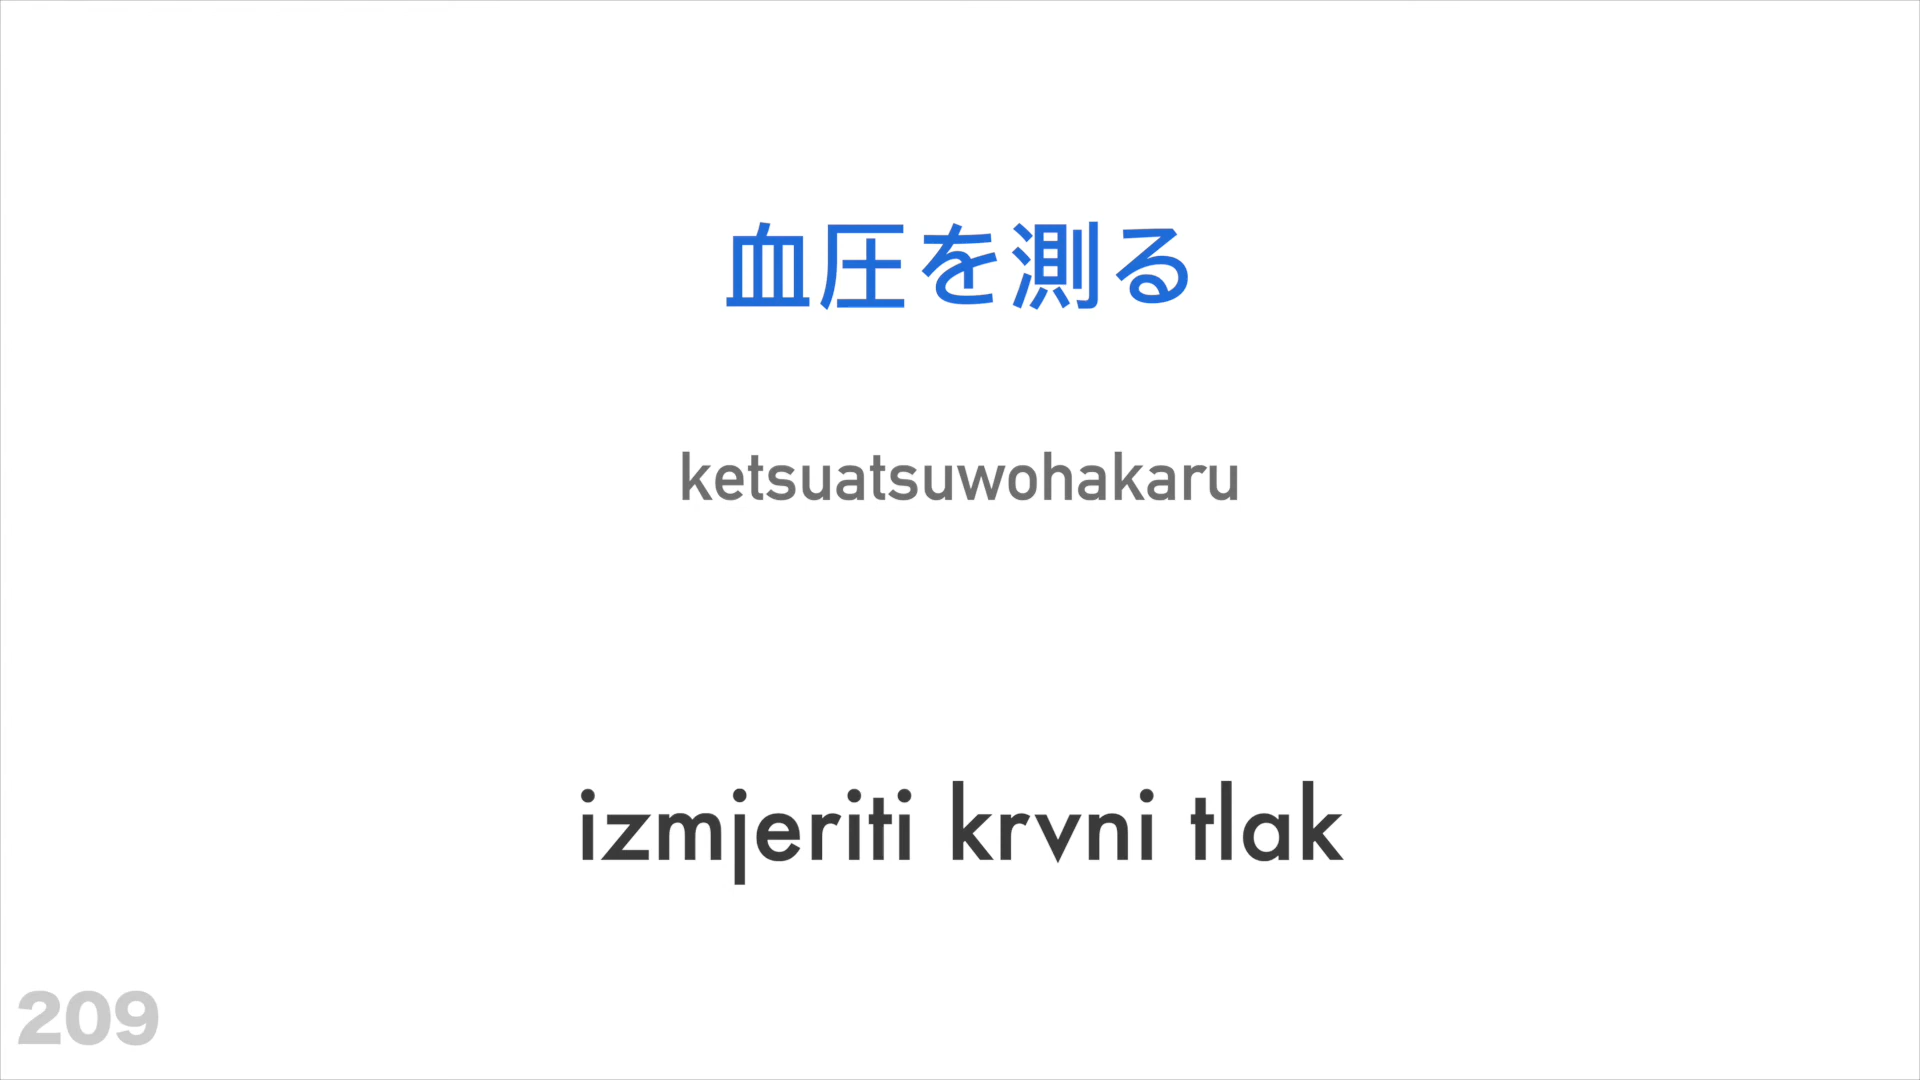 血圧を測る
ketsuatsuwohakaru
izmjeriti krvni tlak
209